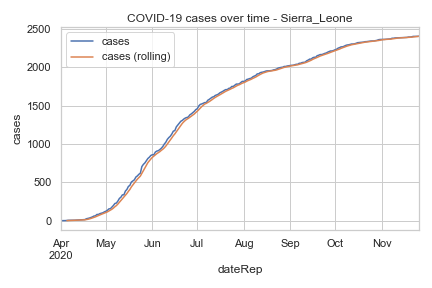 COVID-19 cases over time - Sierra_Leone
cases
cases (rolling)
2500
2000
1500
1000
500
0
cases
Apr May Jun Jul Aug Sep Oct Nov
2020
dateRep